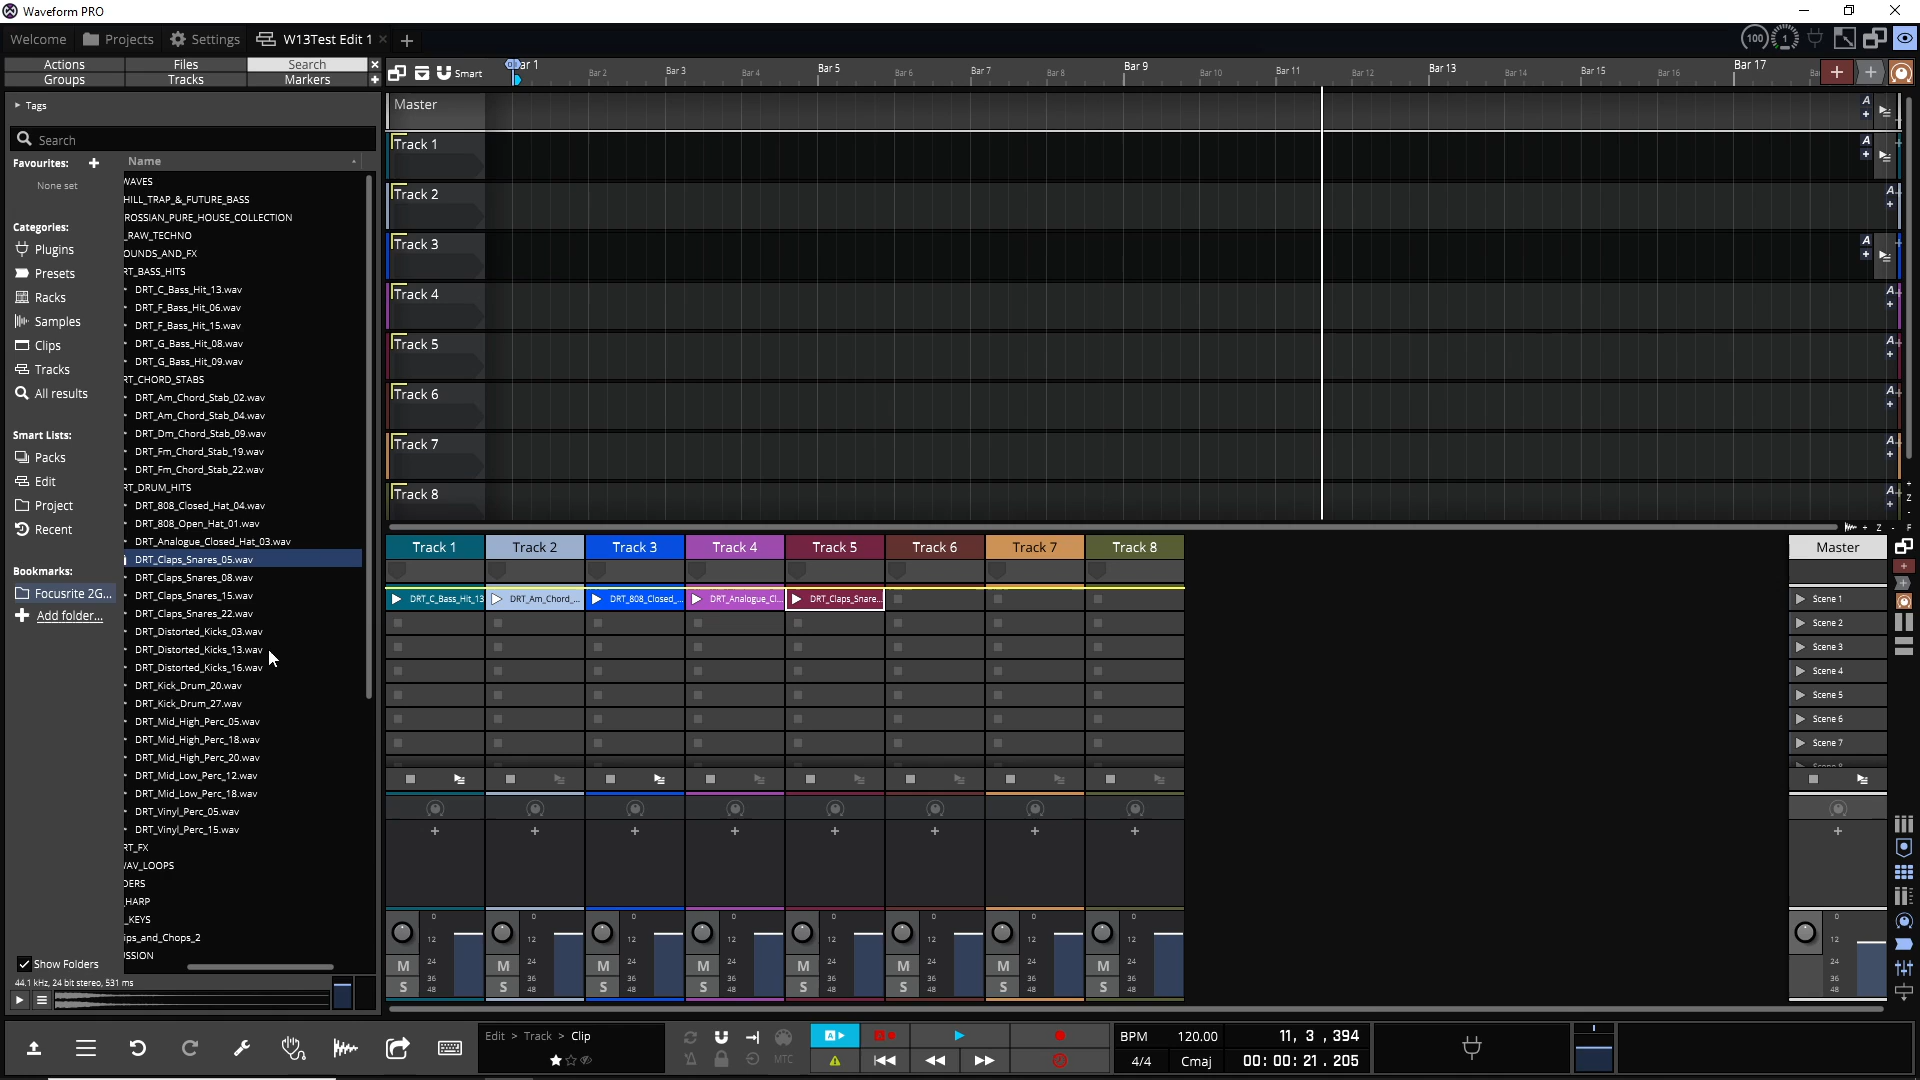 Waveform PRO
Welcome Projects Settings W13Test Edit 1
Actions Files Search
Groups Tracks Markers
Smart
Bar 2 Bar 3 Bar 4 Bar 5 Bar 6 Bar 7 Bar 8 Bar 9 Bar 10 Bar 11 Bar 12 Bar 13 Bar 14 Bar 15 Bar 16 Bar 17
100 1
Tags
Search
Favourites:
None set
Categories:
Plugins
Presets
Racks
Samples
Clips
Tracks
All results
Smart Lists:
Packs
Edit
Project
Recent
Bookmarks:
Focusrite 2G...
Add folder...
Show Folders
44.1 kHz, 24 bit stereo, 531 ms
Name
WAVES
HILL_TRAP_&_FUTURE_BASS
ROSSIAN_PURE_HOUSE_COLLECTION
_RAW_TECHNO
OUNDS_AND_FX
RT_BASS_HITS
DRT_C_Bass_Hit_13.wav
DRT_F_Bass_Hit_06.wav
DRT_F_Bass_Hit_15.wav
DRT_G_Bass_Hit_08.wav
DRT_G_Bass_Hit_09.wav
RT_CHORD_STABS
DRT_Am_Chord_Stab_02.wav
DRT_Am_Chord_Stab_04.wav
DRT_Dm_Chord_Stab_09.wav
DRT_Fm_Chord_Stab_19.wav
DRT_Fm_Chord_Stab_22.wav
RT_DRUM_HITS
DRT_808_Closed_Hat_04.wav
DRT_808_Open_Hat_01.wav
DRT_Analogue_Closed_Hat_03.wav
DRT_Claps_Snares_05.wav
DRT_Claps_Snares_08.wav
DRT_Claps_Snares_15.wav
DRT_Claps_Snares_22.wav
DRT_Distorted_Kicks_03.wav
DRT_Distorted_Kicks_13.wav
DRT_Distorted_Kicks_16.wav
DRT_Kick_Drum_20.wav
DRT_Kick_Drum_27.wav
DRT_Mid_High_Perc_05.wav
DRT_Mid_High_Perc_18.wav
DRT_Mid_High_Perc_20.wav
DRT_Mid_Low_Perc_12.wav
DRT_Mid_Low_Perc_18.wav
DRT_Vinyl_Perc_05.wav
DRT_Vinyl_Perc_15.wav
RT_FX
WAV_LOOPS
DERS
_HARP
_KEYS
ips_and_Chops_2
SSION
Master
Track 1
Track 2
Track 3
Track 4
Track 5
Track 6
Track 7
Track 8
Track 1 Track 2 Track 3 Track 4 Track 5 Track 6 Track 7 Track 8 Master
DRT_C_Bass_Hit_13 DRT_Am_Chord_... DRT_808_Closed_... DRT_Analogue_Cl... DRT_Claps_Snare... Scene 1
Scene 2
Scene 3
Scene 4
Scene 5
Scene 6
Scene 7
Scene 8
0 0 0 0 0 0 0 0 0
12 12 12 12 12 12 12 12 12
24 24 24 24 24 24 24 24 24
36 36 36 36 36 36 36 36 36
48 48 48 48 48 48 48 48 48
M M M M M M M M
S S S S S S S S
Edit > Track > Clip
MTC
BPM 120.00 11, 3 ,394
4/4 Cmaj 00: 00: 21 .205